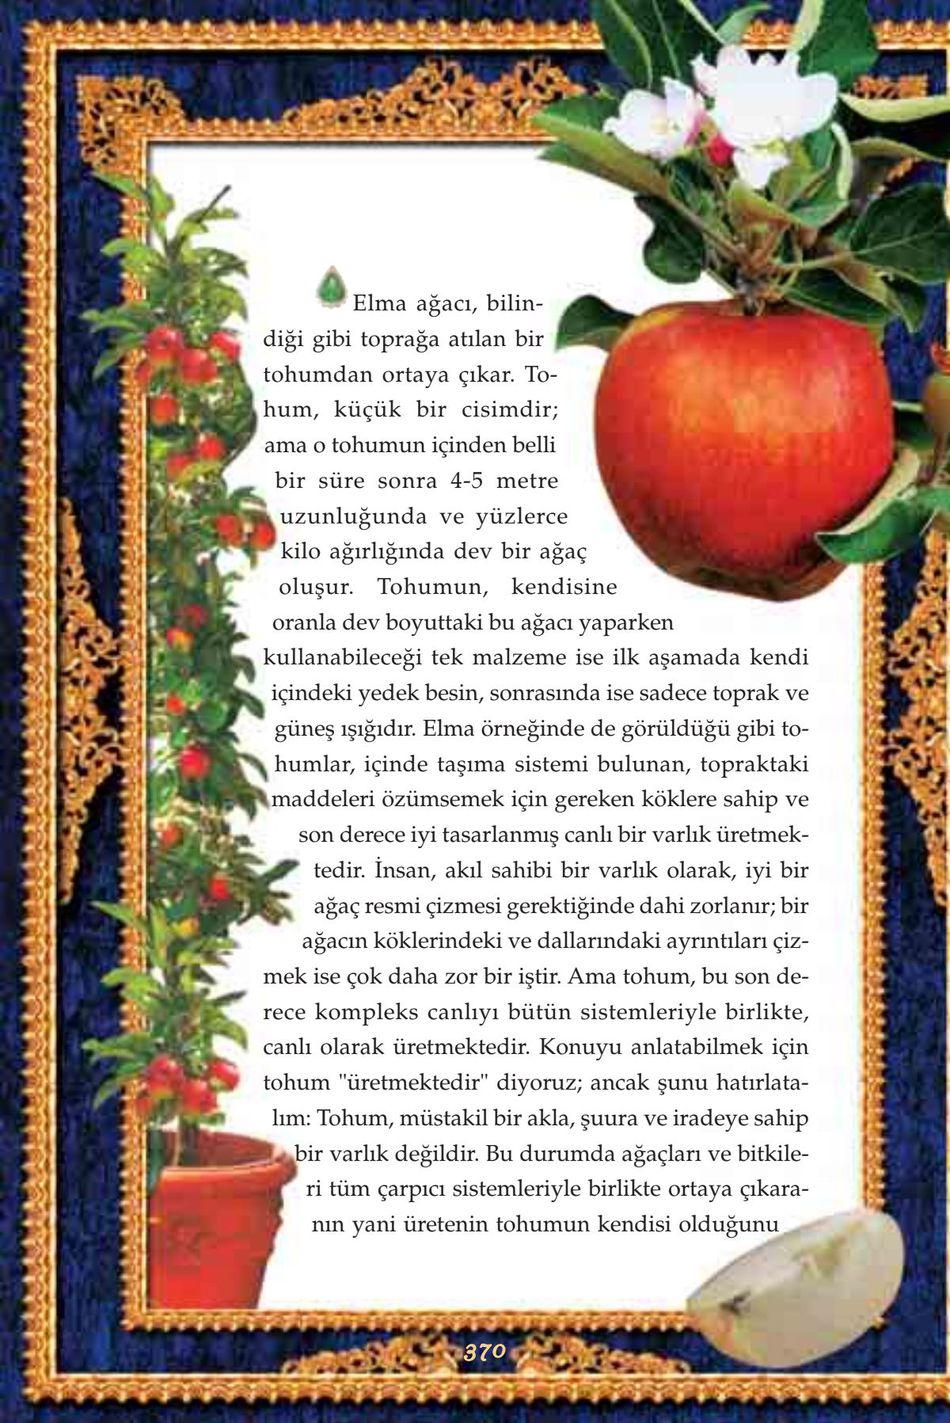 Elma ağacı, bilin-
diği gibi toprağa atılan bir
tohumdan ortaya çıkar. To-
hum, küçük bir cisimdir;
ama o tohumun içinden belli
bir süre sonra 4-5 metre
uzunluğunda ve yüzlerce
kilo ağırlığında dev bir ağaç
oluşur. Tohumun, kendisine
oranla dev boyuttaki bu ağacı yaparken
kullanabileceği tek malzeme ise ilk aşamada kendi
içindeki yedek besin, sonrasında ise sadece toprak ve
güneş ışığıdır. Elma örneğinde de görüldüğü gibi to-
humlar, içinde taşıma sistemi bulunan, topraktaki
maddeleri özümsemek için gereken köklere sahip ve
son derece iyi tasarlanmış canlı bir varlık üretmek-
tedir. İnsan, akıl sahibi bir varlık olarak, iyi bir
ağaç resmi çizmesi gerektiğinde dahi zorlanır; bir
ağacın köklerindeki ve dallarındaki ayrıntıları çiz-
mek ise çok daha zor bir iştir. Ama tohum, bu son de-
rece kompleks canlıyı bütün sistemleriyle birlikte,
canlı olarak üretmektedir. Konuyu anlatabilmek için
tohum "üretmektedir" diyoruz; ancak şunu hatırlata-
lım: Tohum, müstakil bir akla, şuura ve iradeye sahip
bir varlık değildir. Bu durumda ağaçları ve bitkile-
ri tüm çarpıcı sistemleriyle birlikte ortaya çıkara-
nın yani üretenin tohumun kendisi olduğunu
370